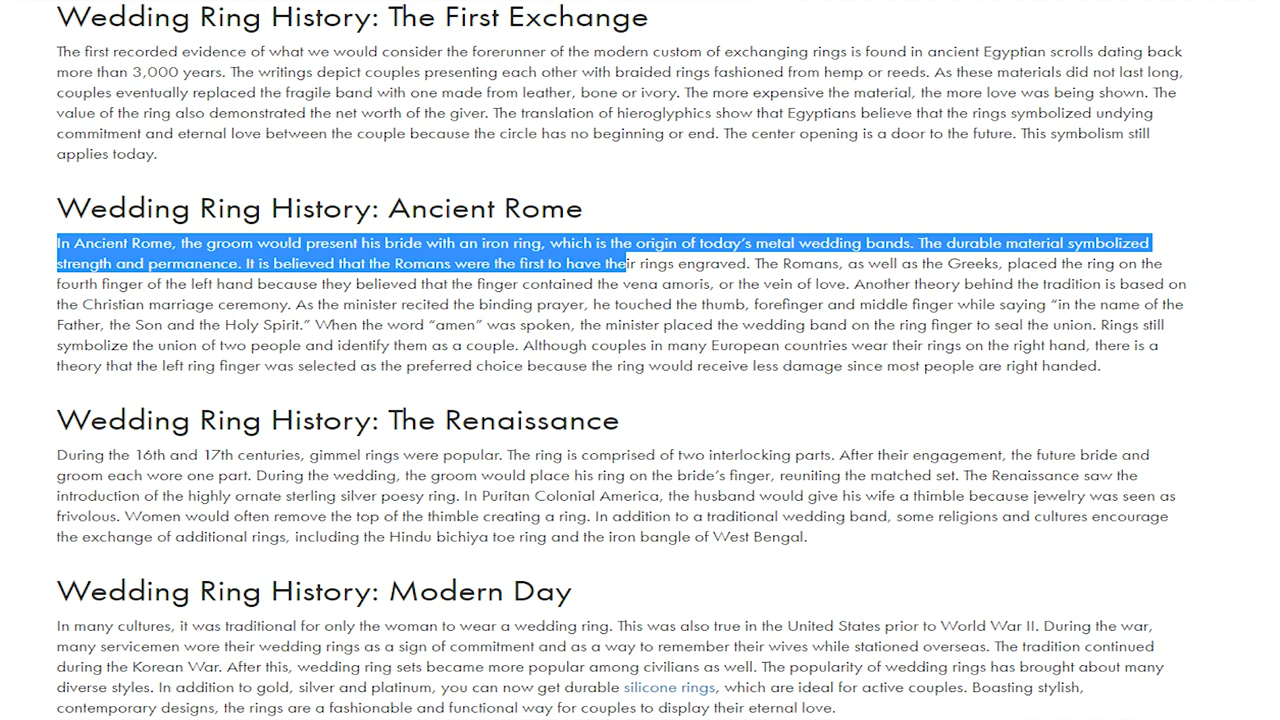 Wedding Ring History: The First Exchange
The first recorded evidence of what we would consider the forerunner of the modern custom of exchanging rings is found in ancient Egyptian scrolls dating back
more than 3,000 years. The writings depict couples presenting each other with braided rings fashioned from hemp or reeds. As these materials did not last long,
couples eventually replaced the fragile band with one made from leather, bone or ivory. The more expensive the material, the more love was being shown. The
value of the ring also demonstrated the net worth of the giver. The translation of hieroglyphics show that Egyptians believe that the rings symbolized undying
commitment and eternal love between the couple because the circle has no beginning or end. The center opening is a door to the future. This symbolism still
applies today.
Wedding Ring History: Ancient Rome
In Ancient Rome, the groom would present his bride with an iron ring, which is the origin of today's metal wedding bands. The durable material symbolized
strength and permanence. It is believed that the Romans were the first to have their rings engraved. The Romans, as well as the Greeks, placed the ring on the
fourth finger of the left hand because they believed that the finger contained the vena amoris, or the vein of love. Another theory behind the tradition is based on
the Christian marriage ceremony. As the minister recited the binding prayer, he touched the thumb, forefinger and middle finger while saying “in the name of the
Father, the Son and the Holy Spirit.” When the word “amen” was spoken, the minister placed the wedding band on the ring finger to seal the union. Rings still
symbolize the union of two people and identify them as a couple. Although couples in many European countries wear their rings on the right hand, there is a
theory that the left ring finger was selected as the preferred choice because the ring would receive less damage since most people are right handed.
Wedding Ring History: The Renaissance
During the 16th and 17th centuries, gimmel rings were popular. The ring is comprised of two interlocking parts. After their engagement, the future bride and
groom each wore one part. During the wedding, the groom would place his ring on the bride's finger, reuniting the matched set. The Renaissance saw the
introduction of the highly ornate sterling silver poesy ring. In Puritan Colonial America, the husband would give his wife a thimble because jewelry was seen as
frivolous. Women would often remove the top of the thimble creating a ring. In addition to a traditional wedding band, some religions and cultures encourage
the exchange of additional rings, including the Hindu bichiya toe ring and the iron bangle of West Bengal.
Wedding Ring History: Modern Day
In many cultures, it was traditional for only the woman to wear a wedding ring. This was also true in the United States prior to World War II. During the war,
many servicemen wore their wedding rings as a sign of commitment and as a way to remember their wives while stationed overseas. The tradition continued
during the Korean War. After this, wedding ring sets became more popular among civilians as well. The popularity of wedding rings has brought about many
diverse styles. In addition to gold, silver and platinum, you can now get durable silicone rings, which are ideal for active couples. Boasting stylish,
contemporary designs, the rings are a fashionable and functional way for couples to display their eternal love.